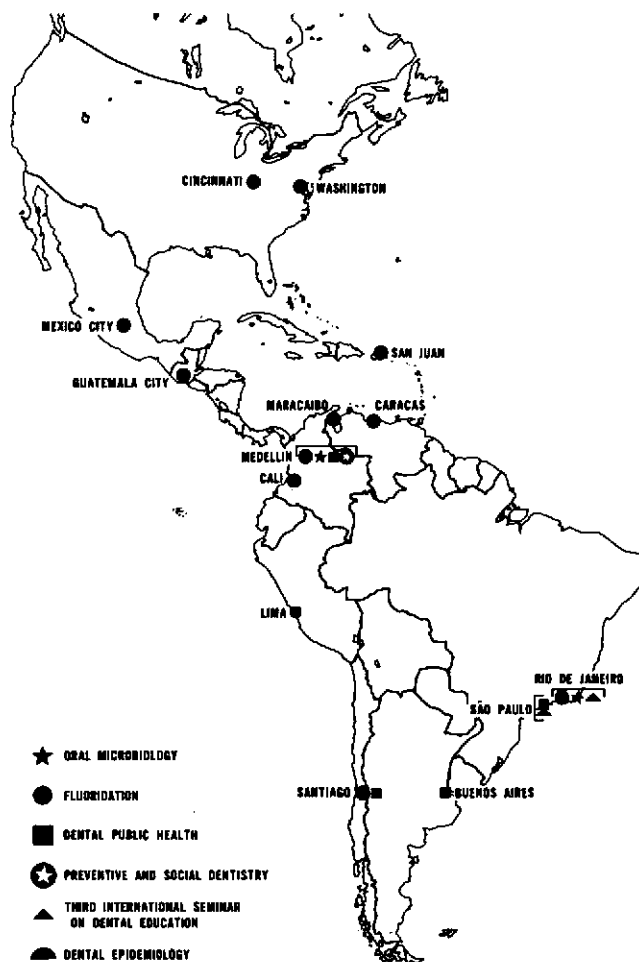 CINCINNATI
WASHINGTON
MEXICO CITY
SAN JUAN
GUATEMALA CITY
MARACAIBO
CARACAS
MEDELLIN
CALI
LIMA
RIO DE JANEIRO
SÃO PAULO
SANTIAGO
BUENOS AIRES
ORAL MICROBIOLOGY
FLUORIDATION
DENTAL PUBLIC HEALTH
PREVENTIVE AND SOCIAL DENTISTRY
THIRD INTERNATIONAL SEMINAR
ON DENTAL EDUCATION
DENTAL EPIDEMIOLOGY